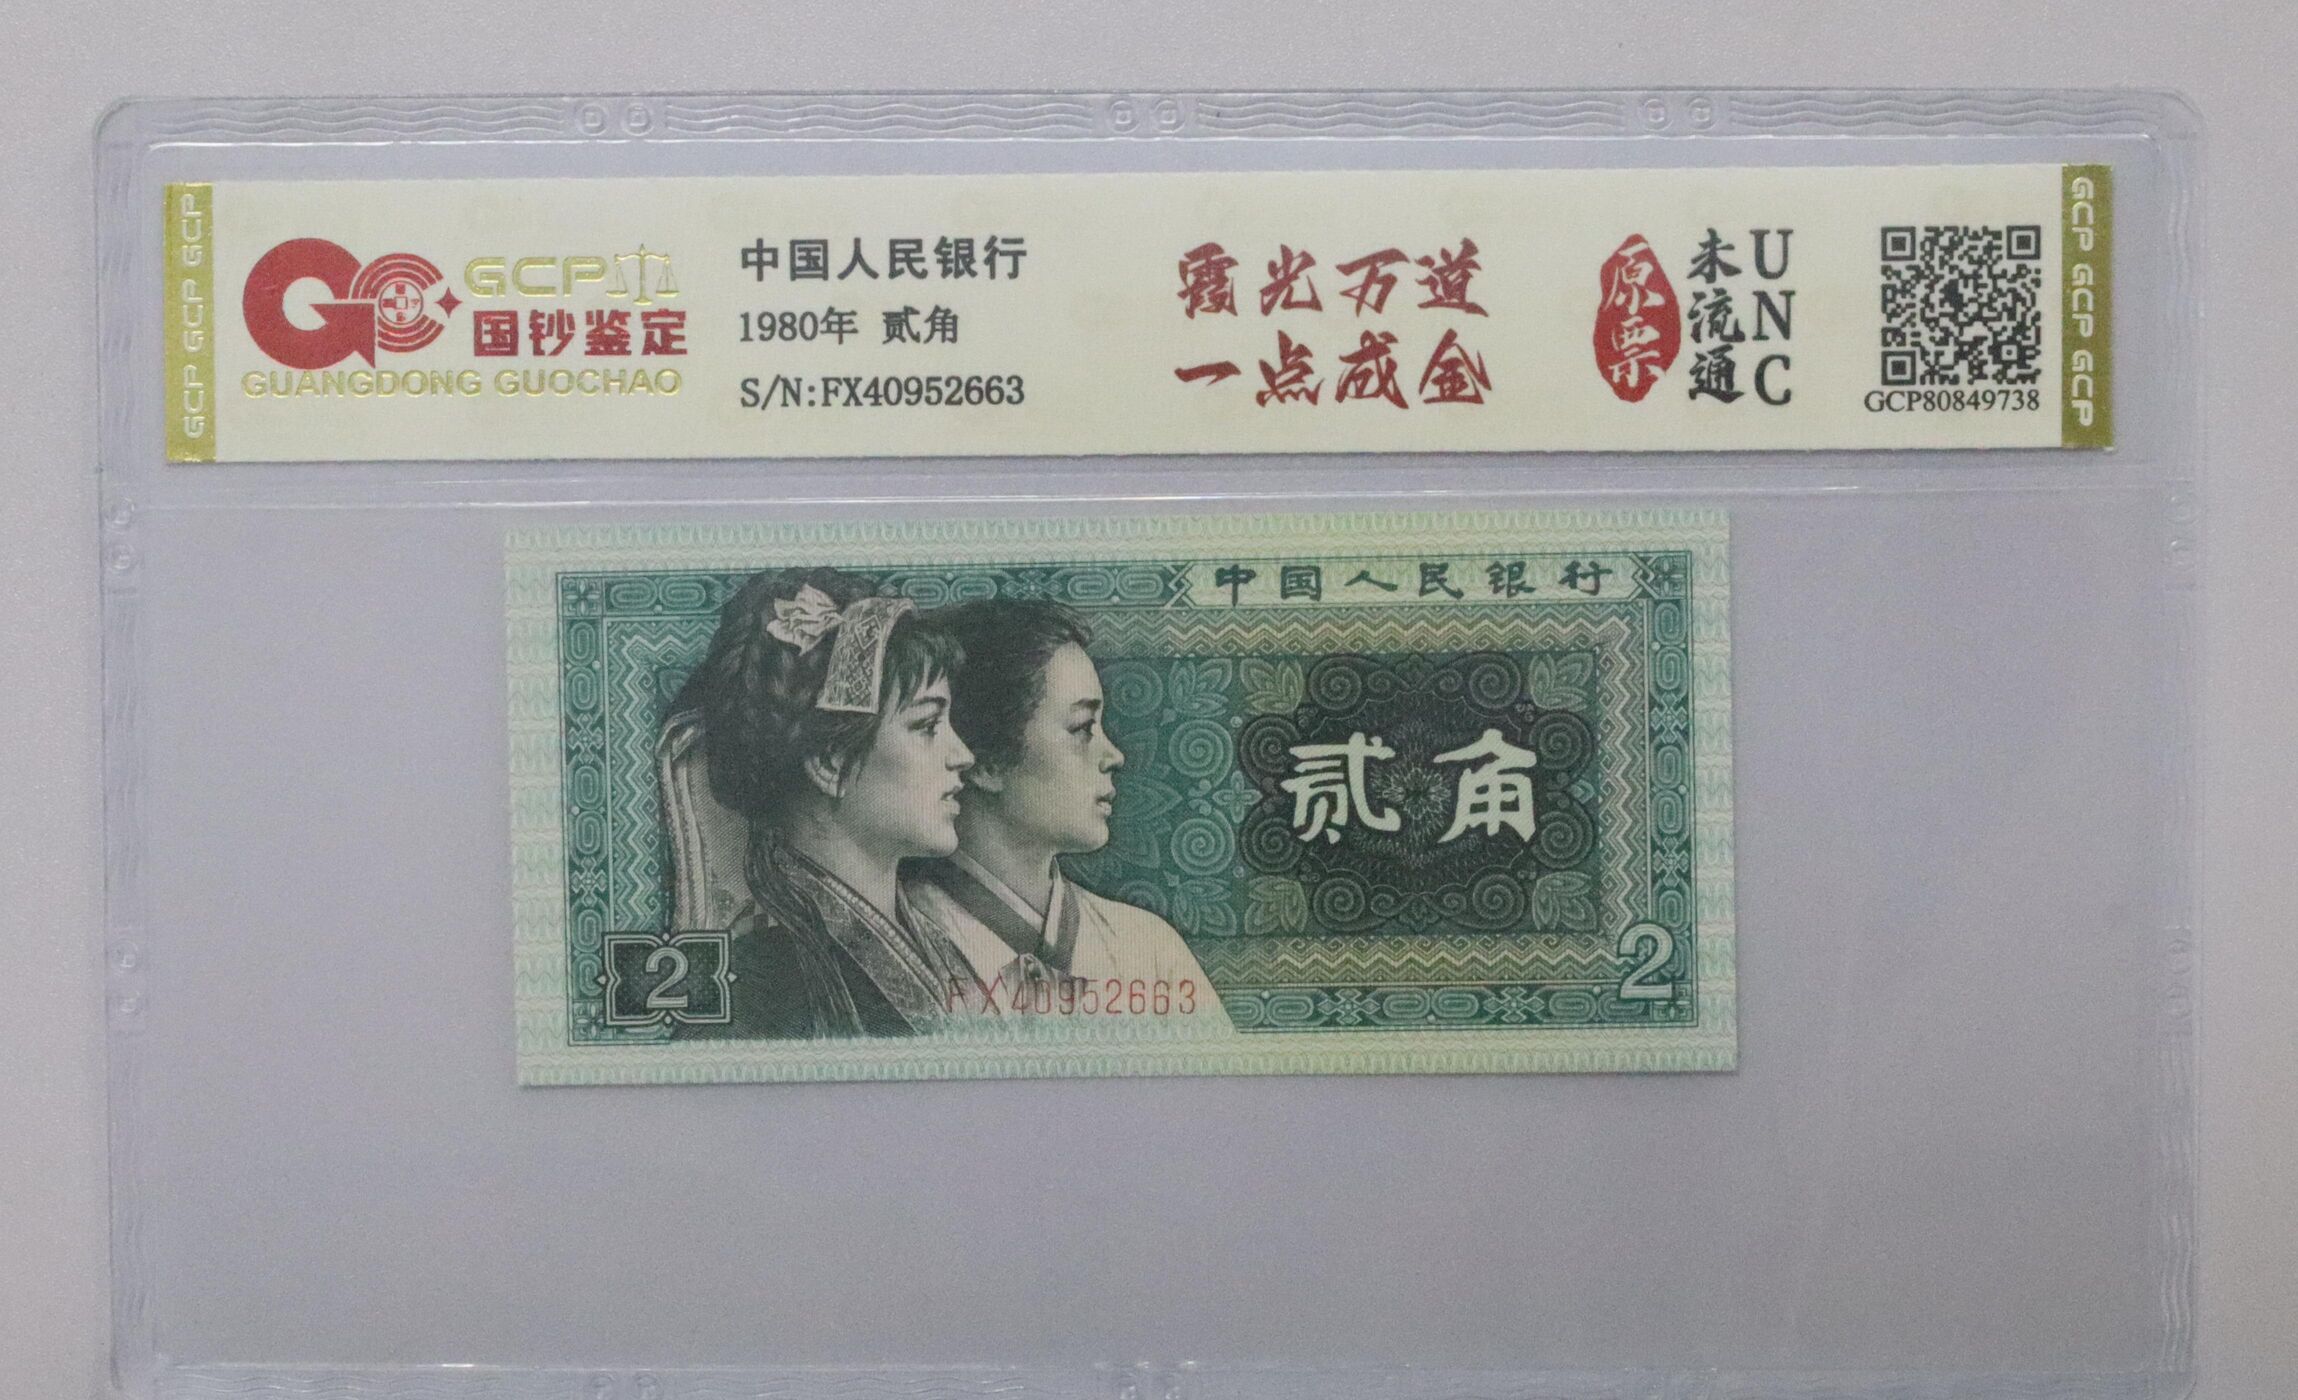 GCP GCP GCP
GCP
国钞鉴定
GUANGDONG GUOCHAO
中国人民银行
1980年 贰角
S/N:FX40952663
霞光万道
一点成金
原票
未流通
UNC
GCP80849738
GCP GCP GCP
中国人民银行
贰角
2
FX40952663
2